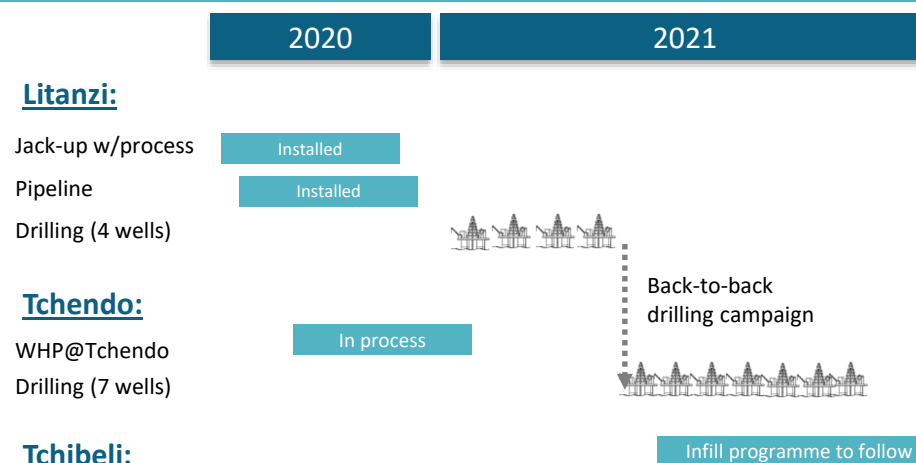 2020 2021
Litanzi:
Jack-up w/process Installed
Pipeline Installed
Drilling (4 wells)
Back-to-back
drilling campaign
Tchendo:
WHP@Tchendo In process
Drilling (7 wells)
Tchibeli: Infill programme to follow